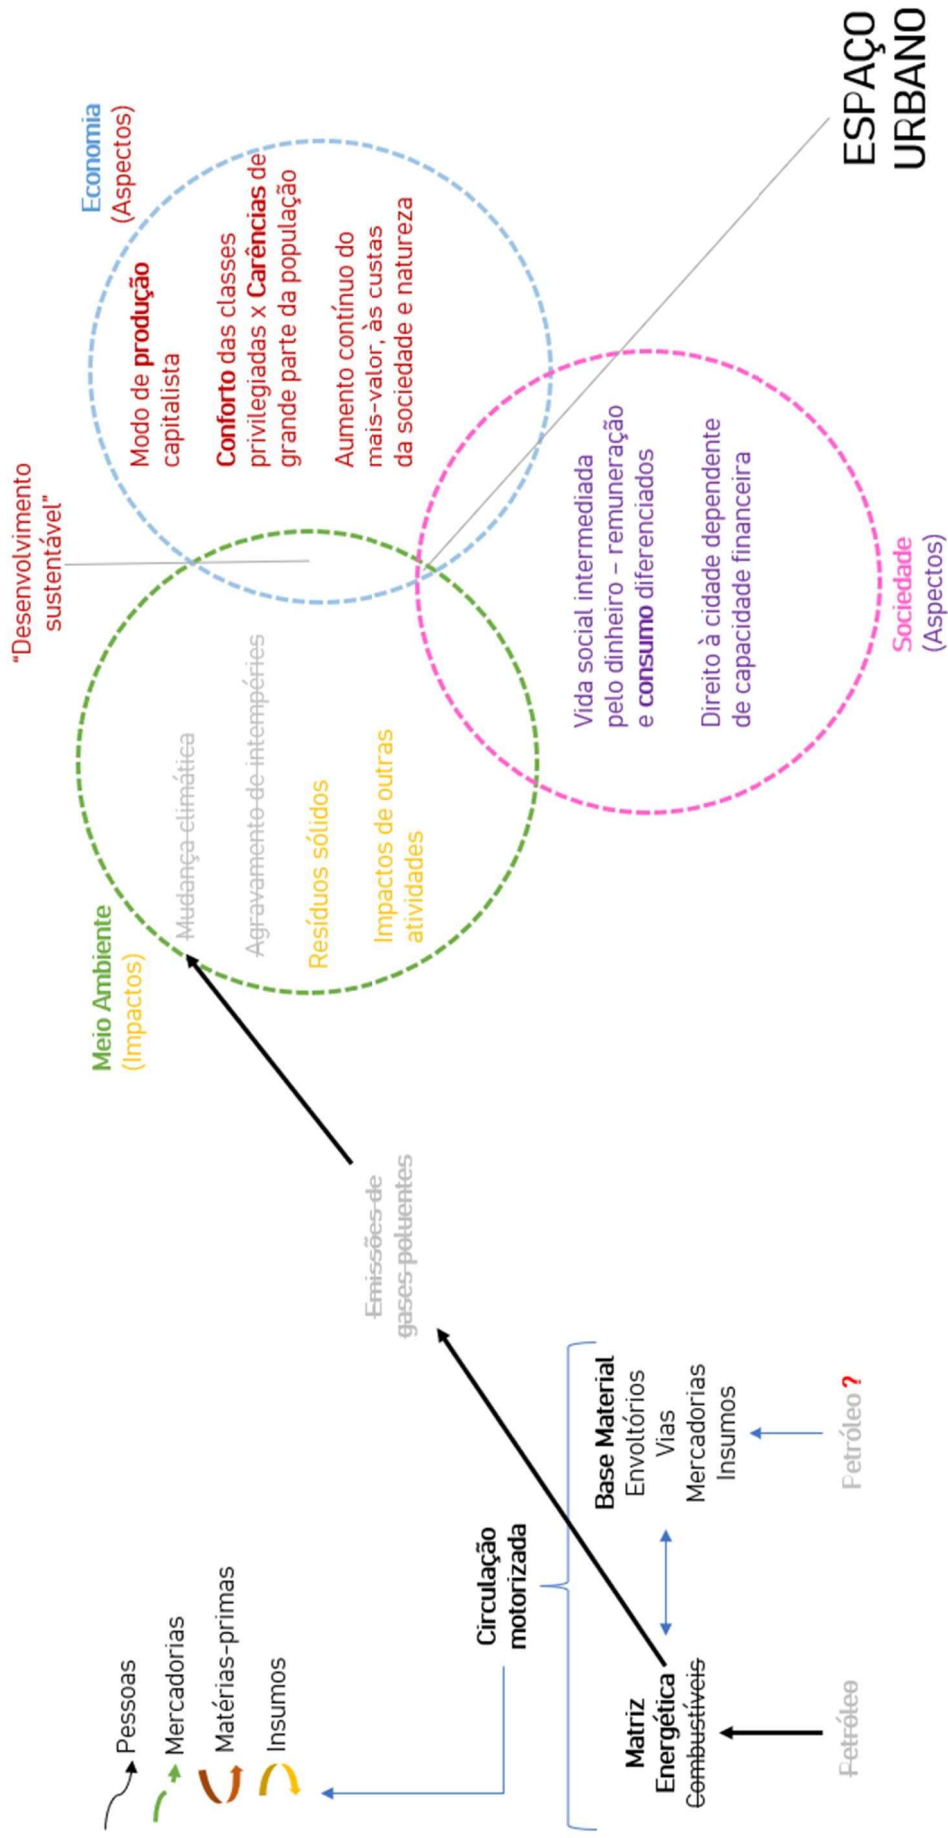 Pessoas
Mercadorias
Matérias-primas
Insumos
Circulação
motorizada
Matriz
Energética
Combustíveis
Petróleo
Base Material
Envoltórios
Vias
Mercadorias
Insumos
Petróleo ?
Emissões de
gases poluentes
Meio Ambiente
(Impactos)
Mudança climática
Agravamento de intempéries
Resíduos sólidos
Impactos de outras
atividades
“Desenvolvimento
sustentável”
Economia
(Aspectos)
Modo de produção
capitalista
Conforto das classes
privilegiadas x Carências de
grande parte da população
Aumento contínuo do
mais-valor, às custas
da sociedade e natureza
Vida social intermediada
pelo dinheiro – remuneração
e consumo diferenciados
Direito à cidade dependente
de capacidade financeira
Sociedade
(Aspectos)
ESPAÇO
URBANO